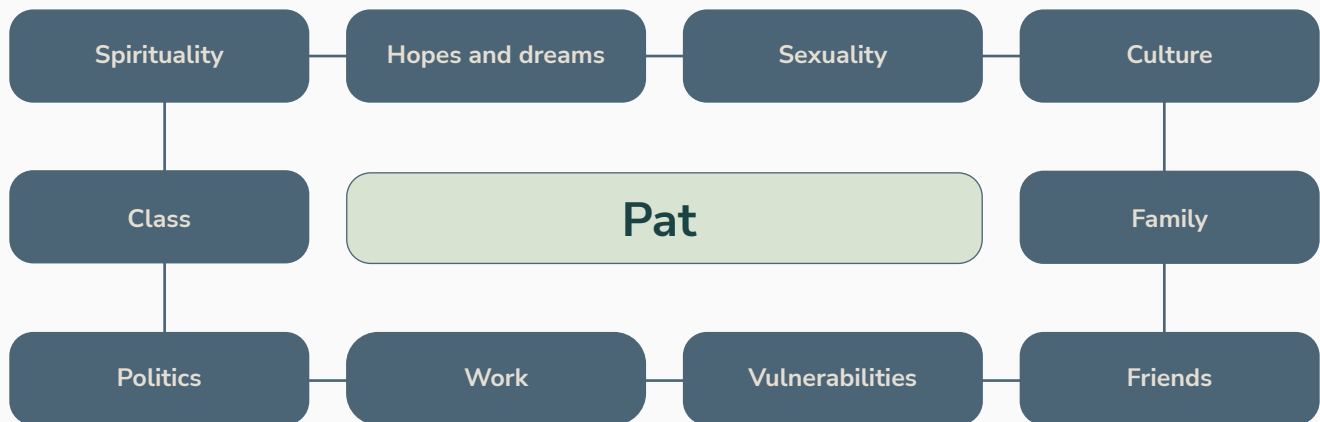 Spirituality
Hopes and dreams
Sexuality
Culture
Class
Pat
Family
Politics
Work
Vulnerabilities
Friends